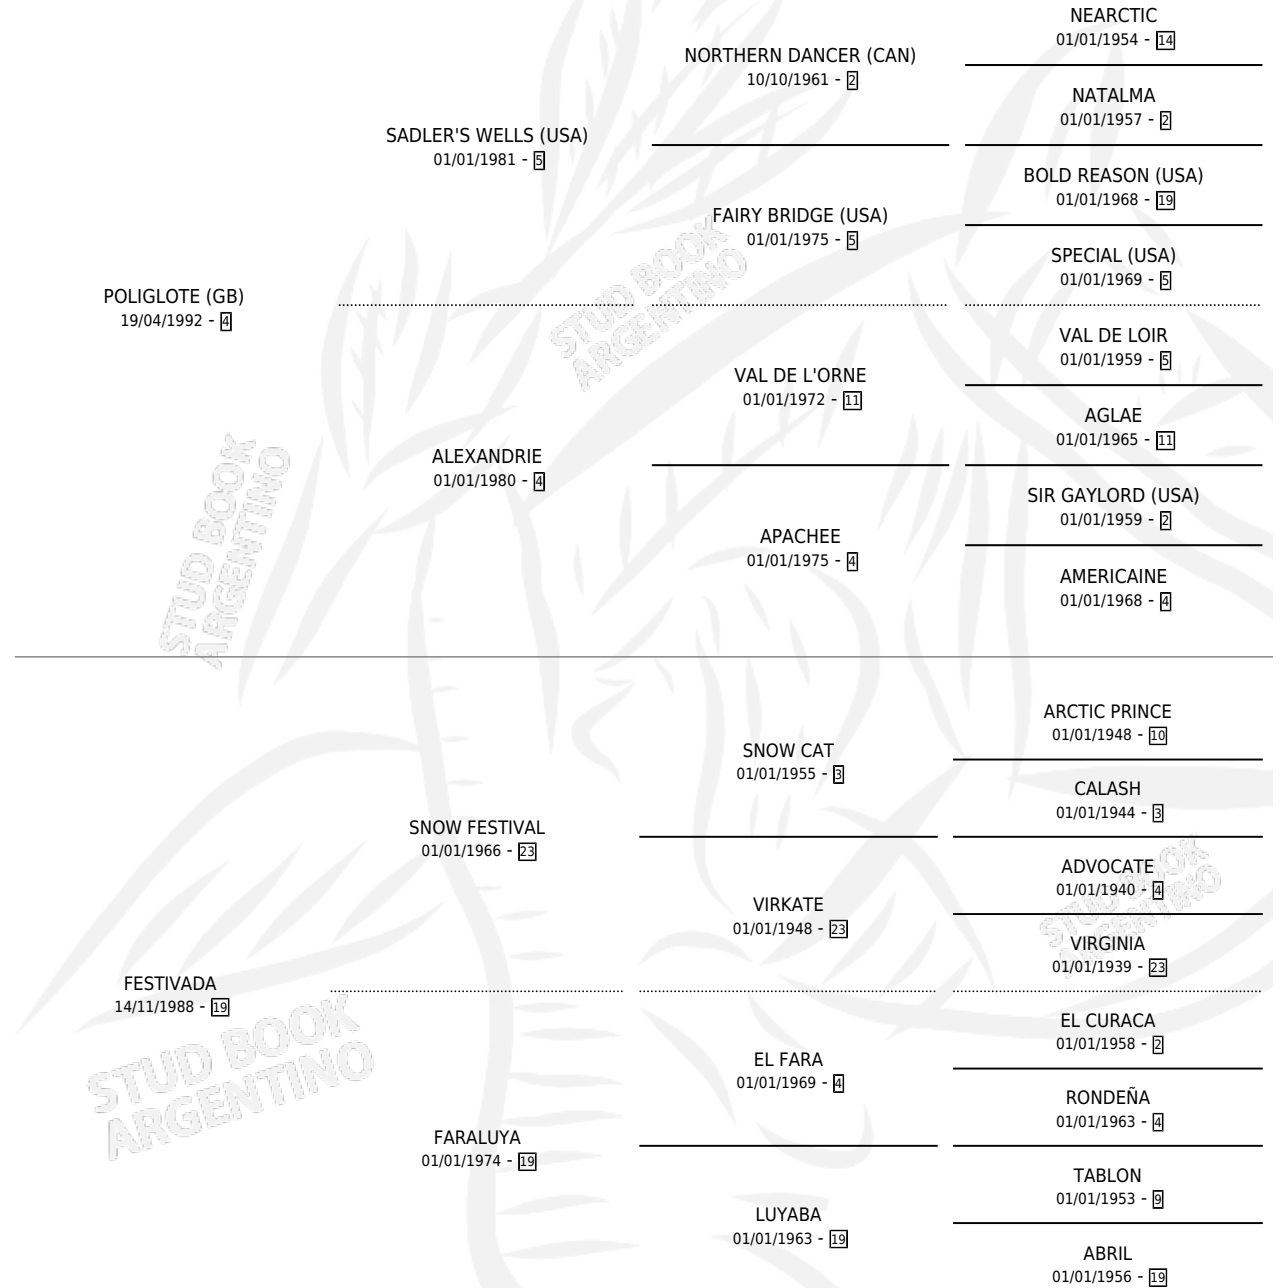 NEARCTIC
01/01/1954 - 14
NORTHERN DANCER (CAN)
10/10/1961 - 2
NATALMA
01/01/1957 - 2
SADLER'S WELLS (USA)
01/01/1981 - 5
BOLD REASON (USA)
01/01/1968 - 19
FAIRY BRIDGE (USA)
01/01/1975 - 5
SPECIAL (USA)
01/01/1969 - 5
POLIGLOTE (GB)
19/04/1992 - 4
STUD BOOK
ARGENTINO
VAL DE LOIR
01/01/1959 - 5
VAL DE L'ORNE
01/01/1972 - 11
AGLAE
01/01/1965 - 11
ALEXANDRIE
01/01/1980 - 4
SIR GAYLORD (USA)
01/01/1959 - 2
APACHEE
01/01/1975 - 4
AMERICAINE
01/01/1968 - 4
STUD BOOK
ARGENTINO
ARCTIC PRINCE
01/01/1948 - 10
SNOW CAT
01/01/1955 - 3
CALASH
01/01/1944 - 3
SNOW FESTIVAL
01/01/1966 - 23
ADVOCATE
01/01/1940 - 4
VIRKATE
01/01/1948 - 23
STUD BOOK
ARGENTINO
VIRGINIA
01/01/1939 - 23
FESTIVADA
14/11/1988 - 19
EL CURACA
01/01/1958 - 2
EL FARA
01/01/1969 - 4
STUD BOOK
ARGENTINO
RONDEÑA
01/01/1963 - 4
FARALUYA
01/01/1974 - 19
TABLON
01/01/1953 - 9
LUYABA
01/01/1963 - 19
ABRIL
01/01/1956 - 19